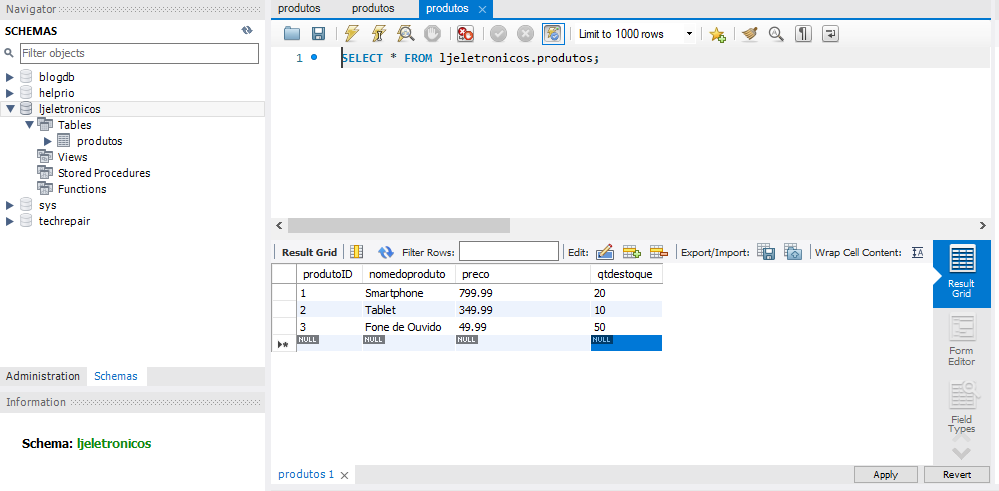 Navigator
SCHEMAS
Filter objects
blogdb
helprio
ljeletronicos
Tables
produtos
Views
Stored Procedures
Functions
sys
techrepair
Administration Schemas
Information
Schema: ljeletronicos
produtos produtos produtos
Limit to 1000 rows
1 SELECT * FROM ljeletronicos.produtos;
Result Grid Filter Rows: Edit: Export/Import: Wrap Cell Content:
produtoID nomedoproduto preco qtdestoque
1 Smartphone 799.99 20
2 Tablet 349.99 10
3 Fone de Ouvido 49.99 50
NULL NULL NULL NULL
Result
Grid
Form
Editor
Field
Types
produtos 1
Apply Revert